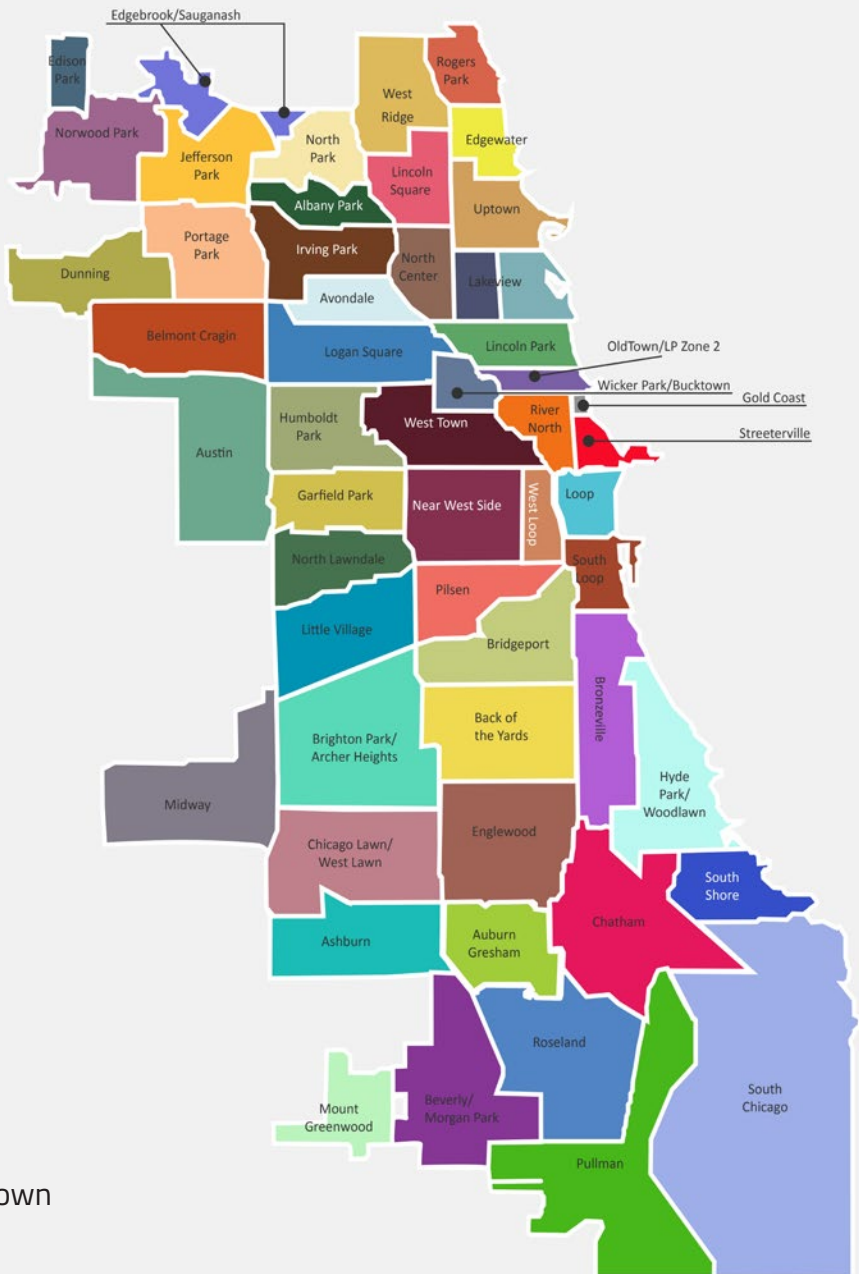 Edgebrook/Sauganash
Edison
Park
Rogers
Park
West
Ridge
Norwood Park
Jefferson
Park
North
Park
Edgewater
Lincoln
Square
Albany Park
Uptown
Portage
Park
Irving Park
North
Center
Dunning
Lakeview
Avondale
Belmont Cragin
Logan Square
Lincoln Park
OldTown/LP Zone 2
Wicker Park/Bucktown
Gold Coast
Humboldt
Park
West Town
River
North
Streeterville
Austin
Garfield Park
Near West Side
West Loop
Loop
North Lawndale
South
Loop
Pilsen
Little Village
Bridgeport
Bronzeville
Back of
the Yards
Brighton Park/
Archer Heights
Hyde
Park/
Woodlawn
Midway
Englewood
Chicago Lawn/
West Lawn
South
Shore
Chatham
Ashburn
Auburn
Gresham
Roseland
South
Chicago
Mount
Greenwood
Beverly/
Morgan Park
Pullman
own